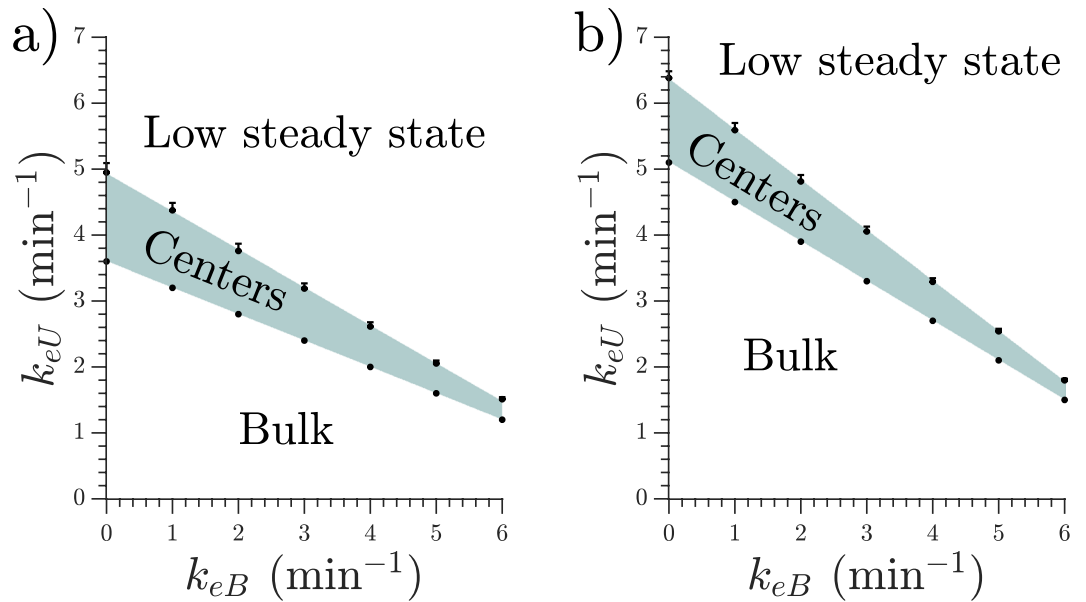 a)
7
6
5
4
3
2
1
0
k_{eU} (min^{−1})
Low steady state
Centers
Bulk
0 1 2 3 4 5 6
k_{eB} (min^{−1})
b)
7
6
5
4
3
2
1
0
k_{eU} (min^{−1})
Low steady state
Centers
Bulk
0 1 2 3 4 5 6
k_{eB} (min^{−1})